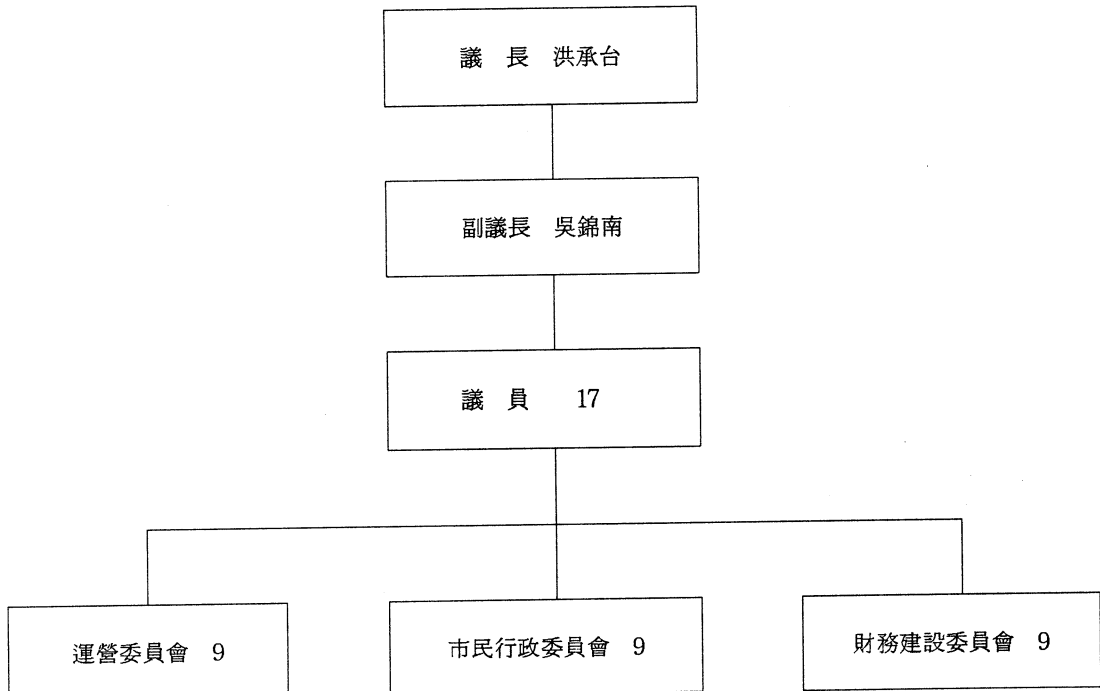 議 長 洪承台
副議長 吳錦南
議 員 17
運營委員會 9
市民行政委員會 9
財務建設委員會 9